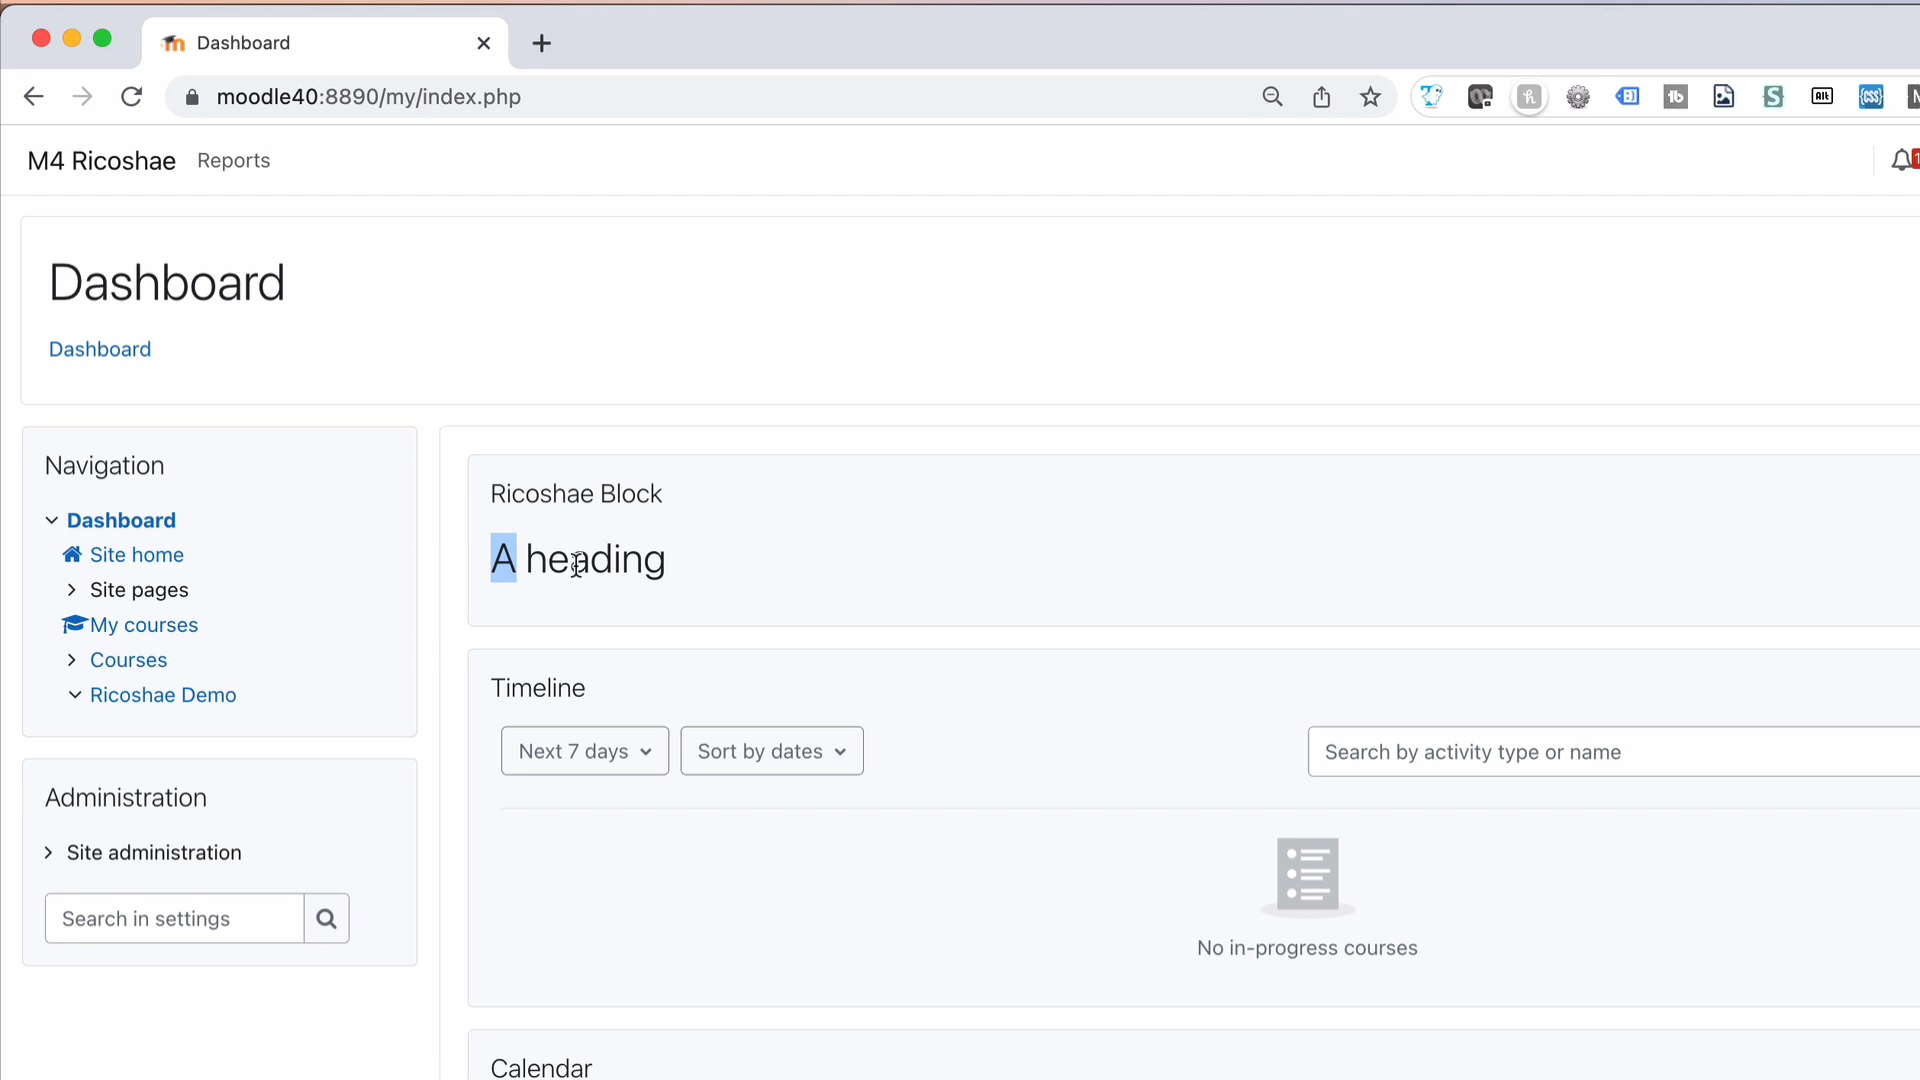 Dashboard
moodle40:8890/my/index.php
M4 Ricoshae
Reports
Dashboard
Dashboard
Navigation
Dashboard
Site home
Site pages
My courses
Courses
Ricoshae Demo
Administration
Site administration
Search in settings
Ricoshae Block
A heading
Timeline
Next 7 days
Sort by dates
Search by activity type or name
No in-progress courses
Calendar